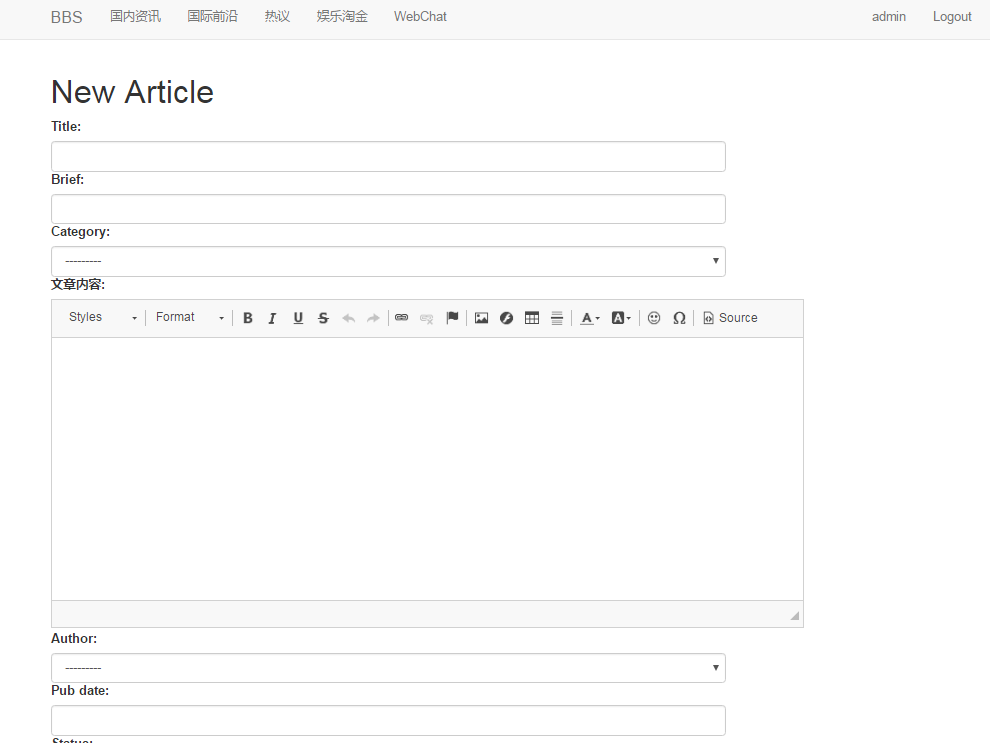 BBS 国内资讯 国际前沿 热议 娱乐淘金 WebChat admin Logout
New Article
Title:
Brief:
Category:
---------
文章内容:
Styles Format B I U S A A Ω Source
Author:
---------
Pub date:
Status: